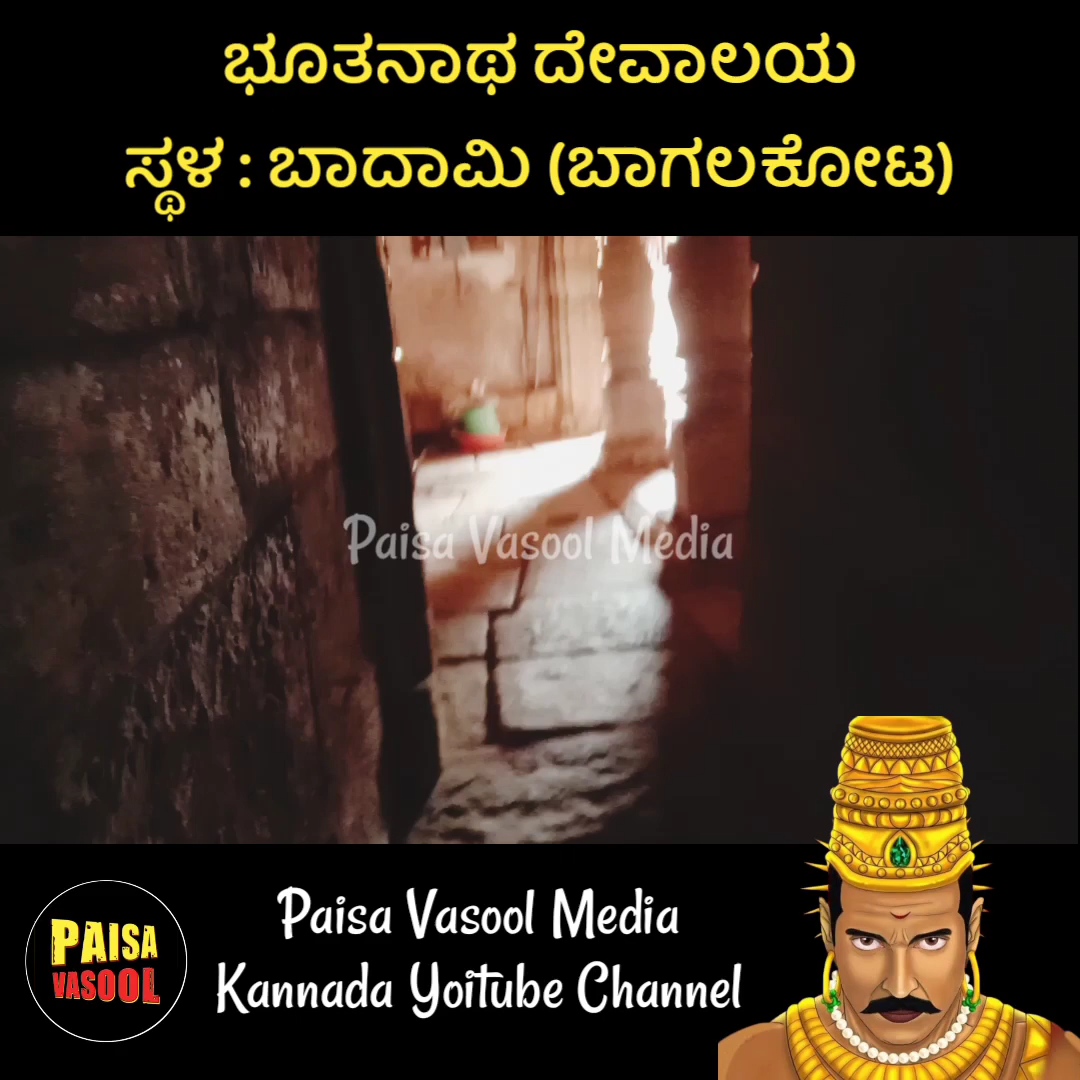 ಭೂತನಾಥ ದೇವಾಲಯ
ಸ್ಥಳ : ಬಾದಾಮಿ (ಬಾಗಲಕೋಟ)
Paisa Vasool Media
PAISA
VASOOL
Paisa Vasool Media
Kannada Yoitube Channel